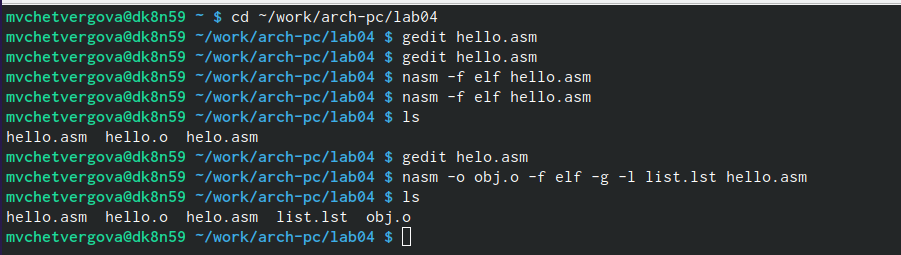 mvchetvergova@dk8n59 ~ $ cd ~/work/arch-pc/lab04
mvchetvergova@dk8n59 ~/work/arch-pc/lab04 $ gedit hello.asm
mvchetvergova@dk8n59 ~/work/arch-pc/lab04 $ gedit hello.asm
mvchetvergova@dk8n59 ~/work/arch-pc/lab04 $ nasm -f elf hello.asm
mvchetvergova@dk8n59 ~/work/arch-pc/lab04 $ nasm -f elf hello.asm
mvchetvergova@dk8n59 ~/work/arch-pc/lab04 $ ls
hello.asm  hello.o  helo.asm
mvchetvergova@dk8n59 ~/work/arch-pc/lab04 $ gedit helo.asm
mvchetvergova@dk8n59 ~/work/arch-pc/lab04 $ nasm -o obj.o -f elf -g -l list.lst hello.asm
mvchetvergova@dk8n59 ~/work/arch-pc/lab04 $ ls
hello.asm  hello.o  helo.asm  list.lst  obj.o
mvchetvergova@dk8n59 ~/work/arch-pc/lab04 $